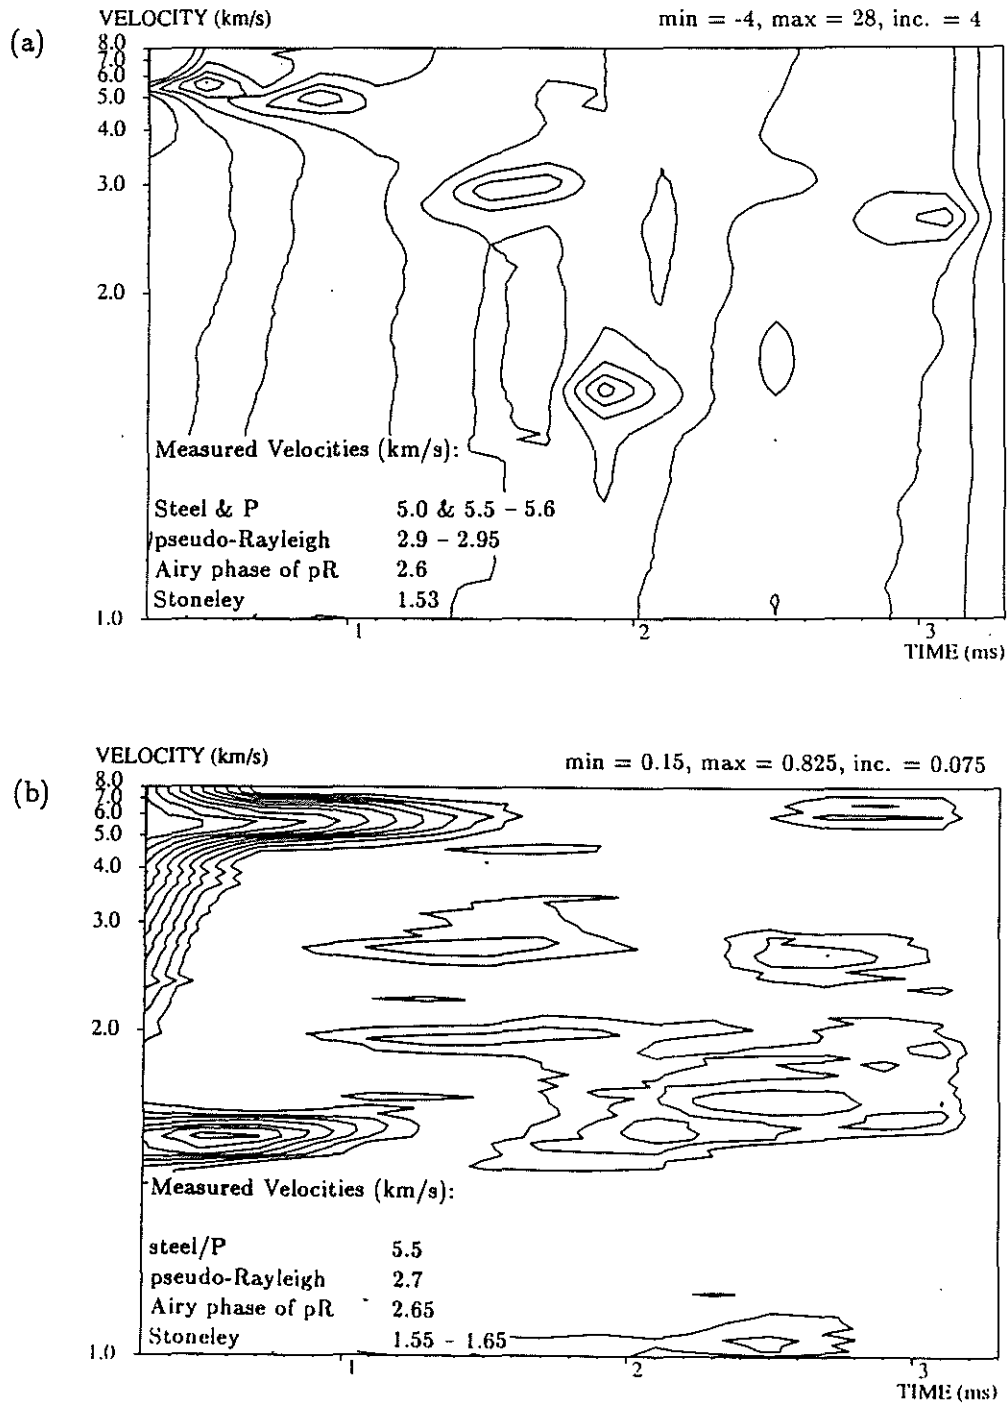 VELOCITY (km/s) min = -4, max = 28, inc. = 4
(a)
8.0
7.0
6.0
5.0
4.0
3.0
2.0
Measured Velocities (km/s):
Steel & P 5.0 & 5.5 – 5.6
pseudo-Rayleigh 2.9 – 2.95
Airy phase of pR 2.6
Stoneley 1.53
1.0
1 2 3
TIME (ms)
VELOCITY (km/s) min = 0.15, max = 0.825, inc. = 0.075
(b)
8.0
7.0
6.0
5.0
4.0
3.0
2.0
Measured Velocities (km/s):
steel/P 5.5
pseudo-Rayleigh 2.7
Airy phase of pR 2.65
Stoneley 1.55 – 1.65
1.0
1 2 3
TIME (ms)